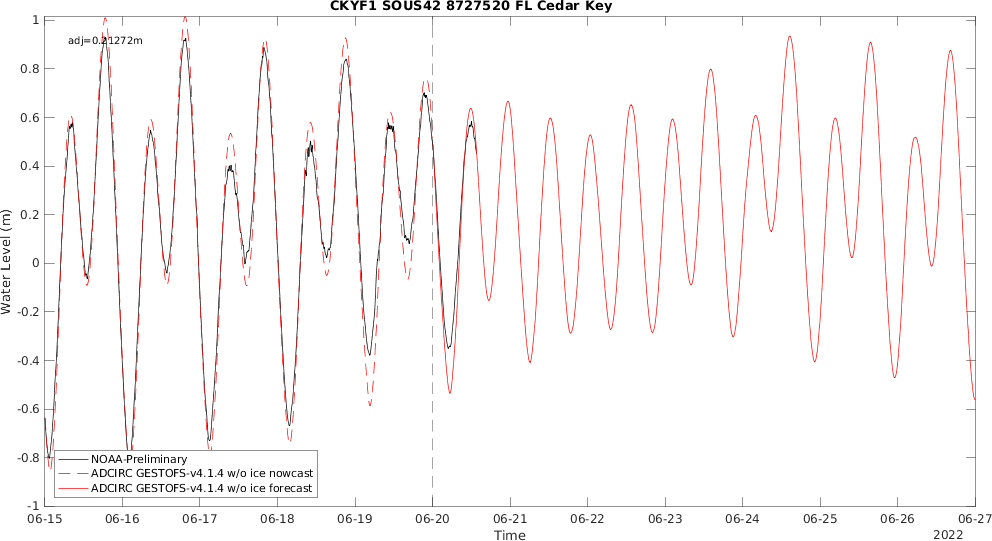 CKYF1 SOUS42 8727520 FL Cedar Key
adj=0.21272m
1
0.8
0.6
0.4
0.2
0
-0.2
-0.4
-0.6
-0.8
-1
Water Level (m)
NOAA-Preliminary
ADCIRC GESTOFS-v4.1.4 w/o ice nowcast
ADCIRC GESTOFS-v4.1.4 w/o ice forecast
06-15 06-16 06-17 06-18 06-19 06-20 06-21 06-22 06-23 06-24 06-25 06-26 06-27
Time
2022